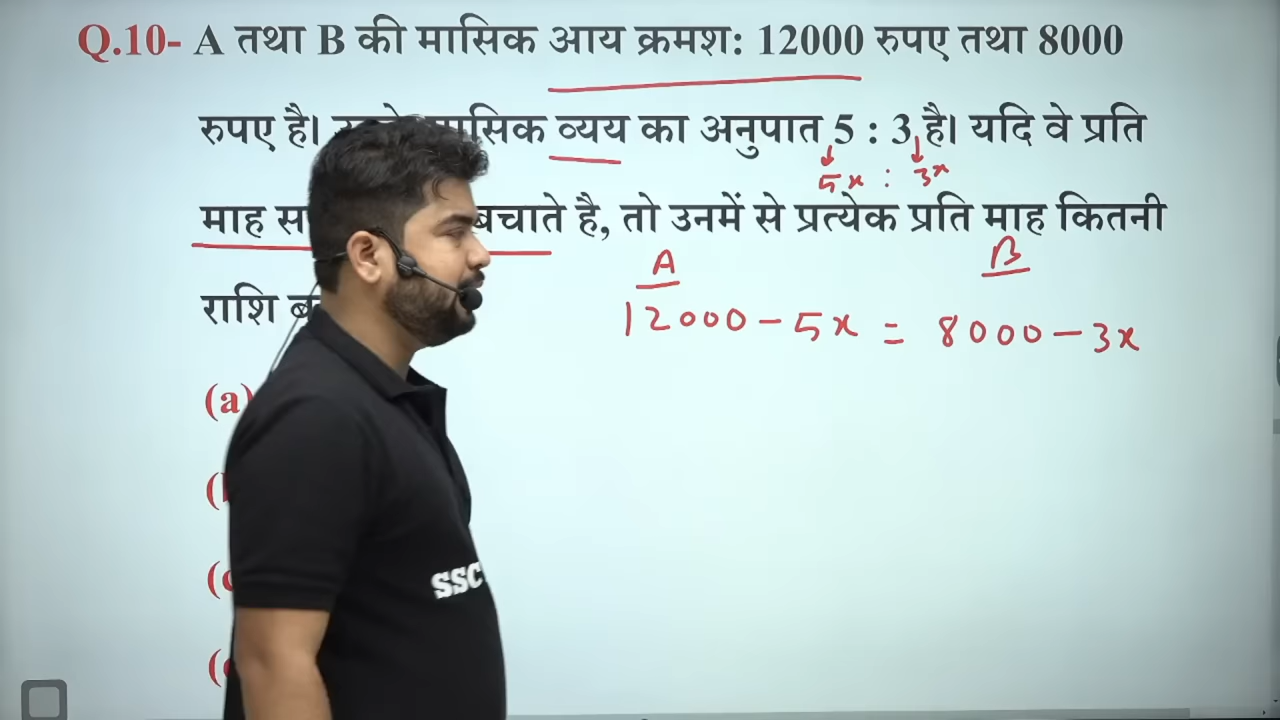 Q.10- A तथा B की मासिक आय क्रमश: 12000 रुपए तथा 8000
रुपए है। मासिक व्यय का अनुपात 5 : 3 है। यदि वे प्रति
5x : 3x
माह बचाते है, तो उनमें से प्रत्येक प्रति माह कितनी
A B
राशि
12000 - 5x = 8000 - 3x
(a)
SSC